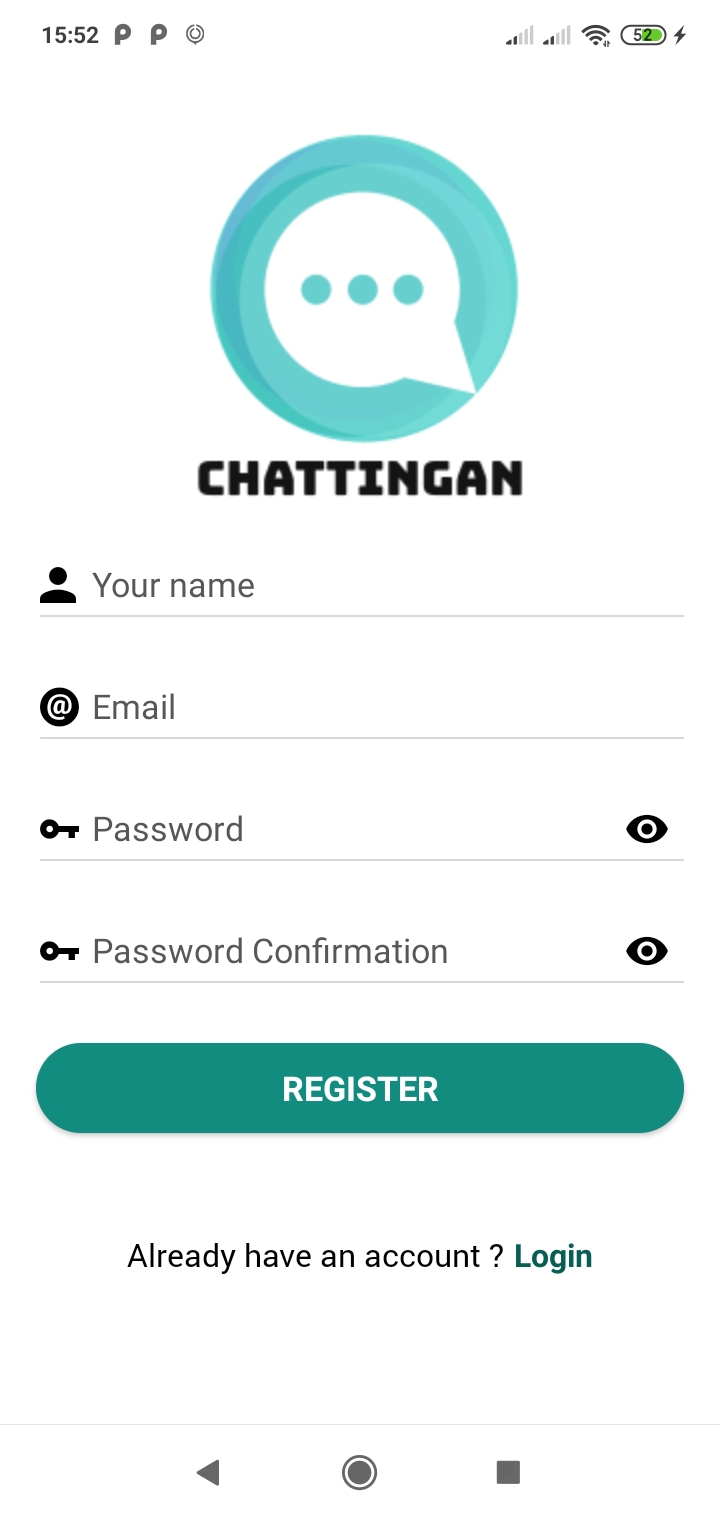 15:52
52
CHATTINGAN
Your name
@ Email
Password
Password Confirmation
REGISTER
Already have an account ? Login